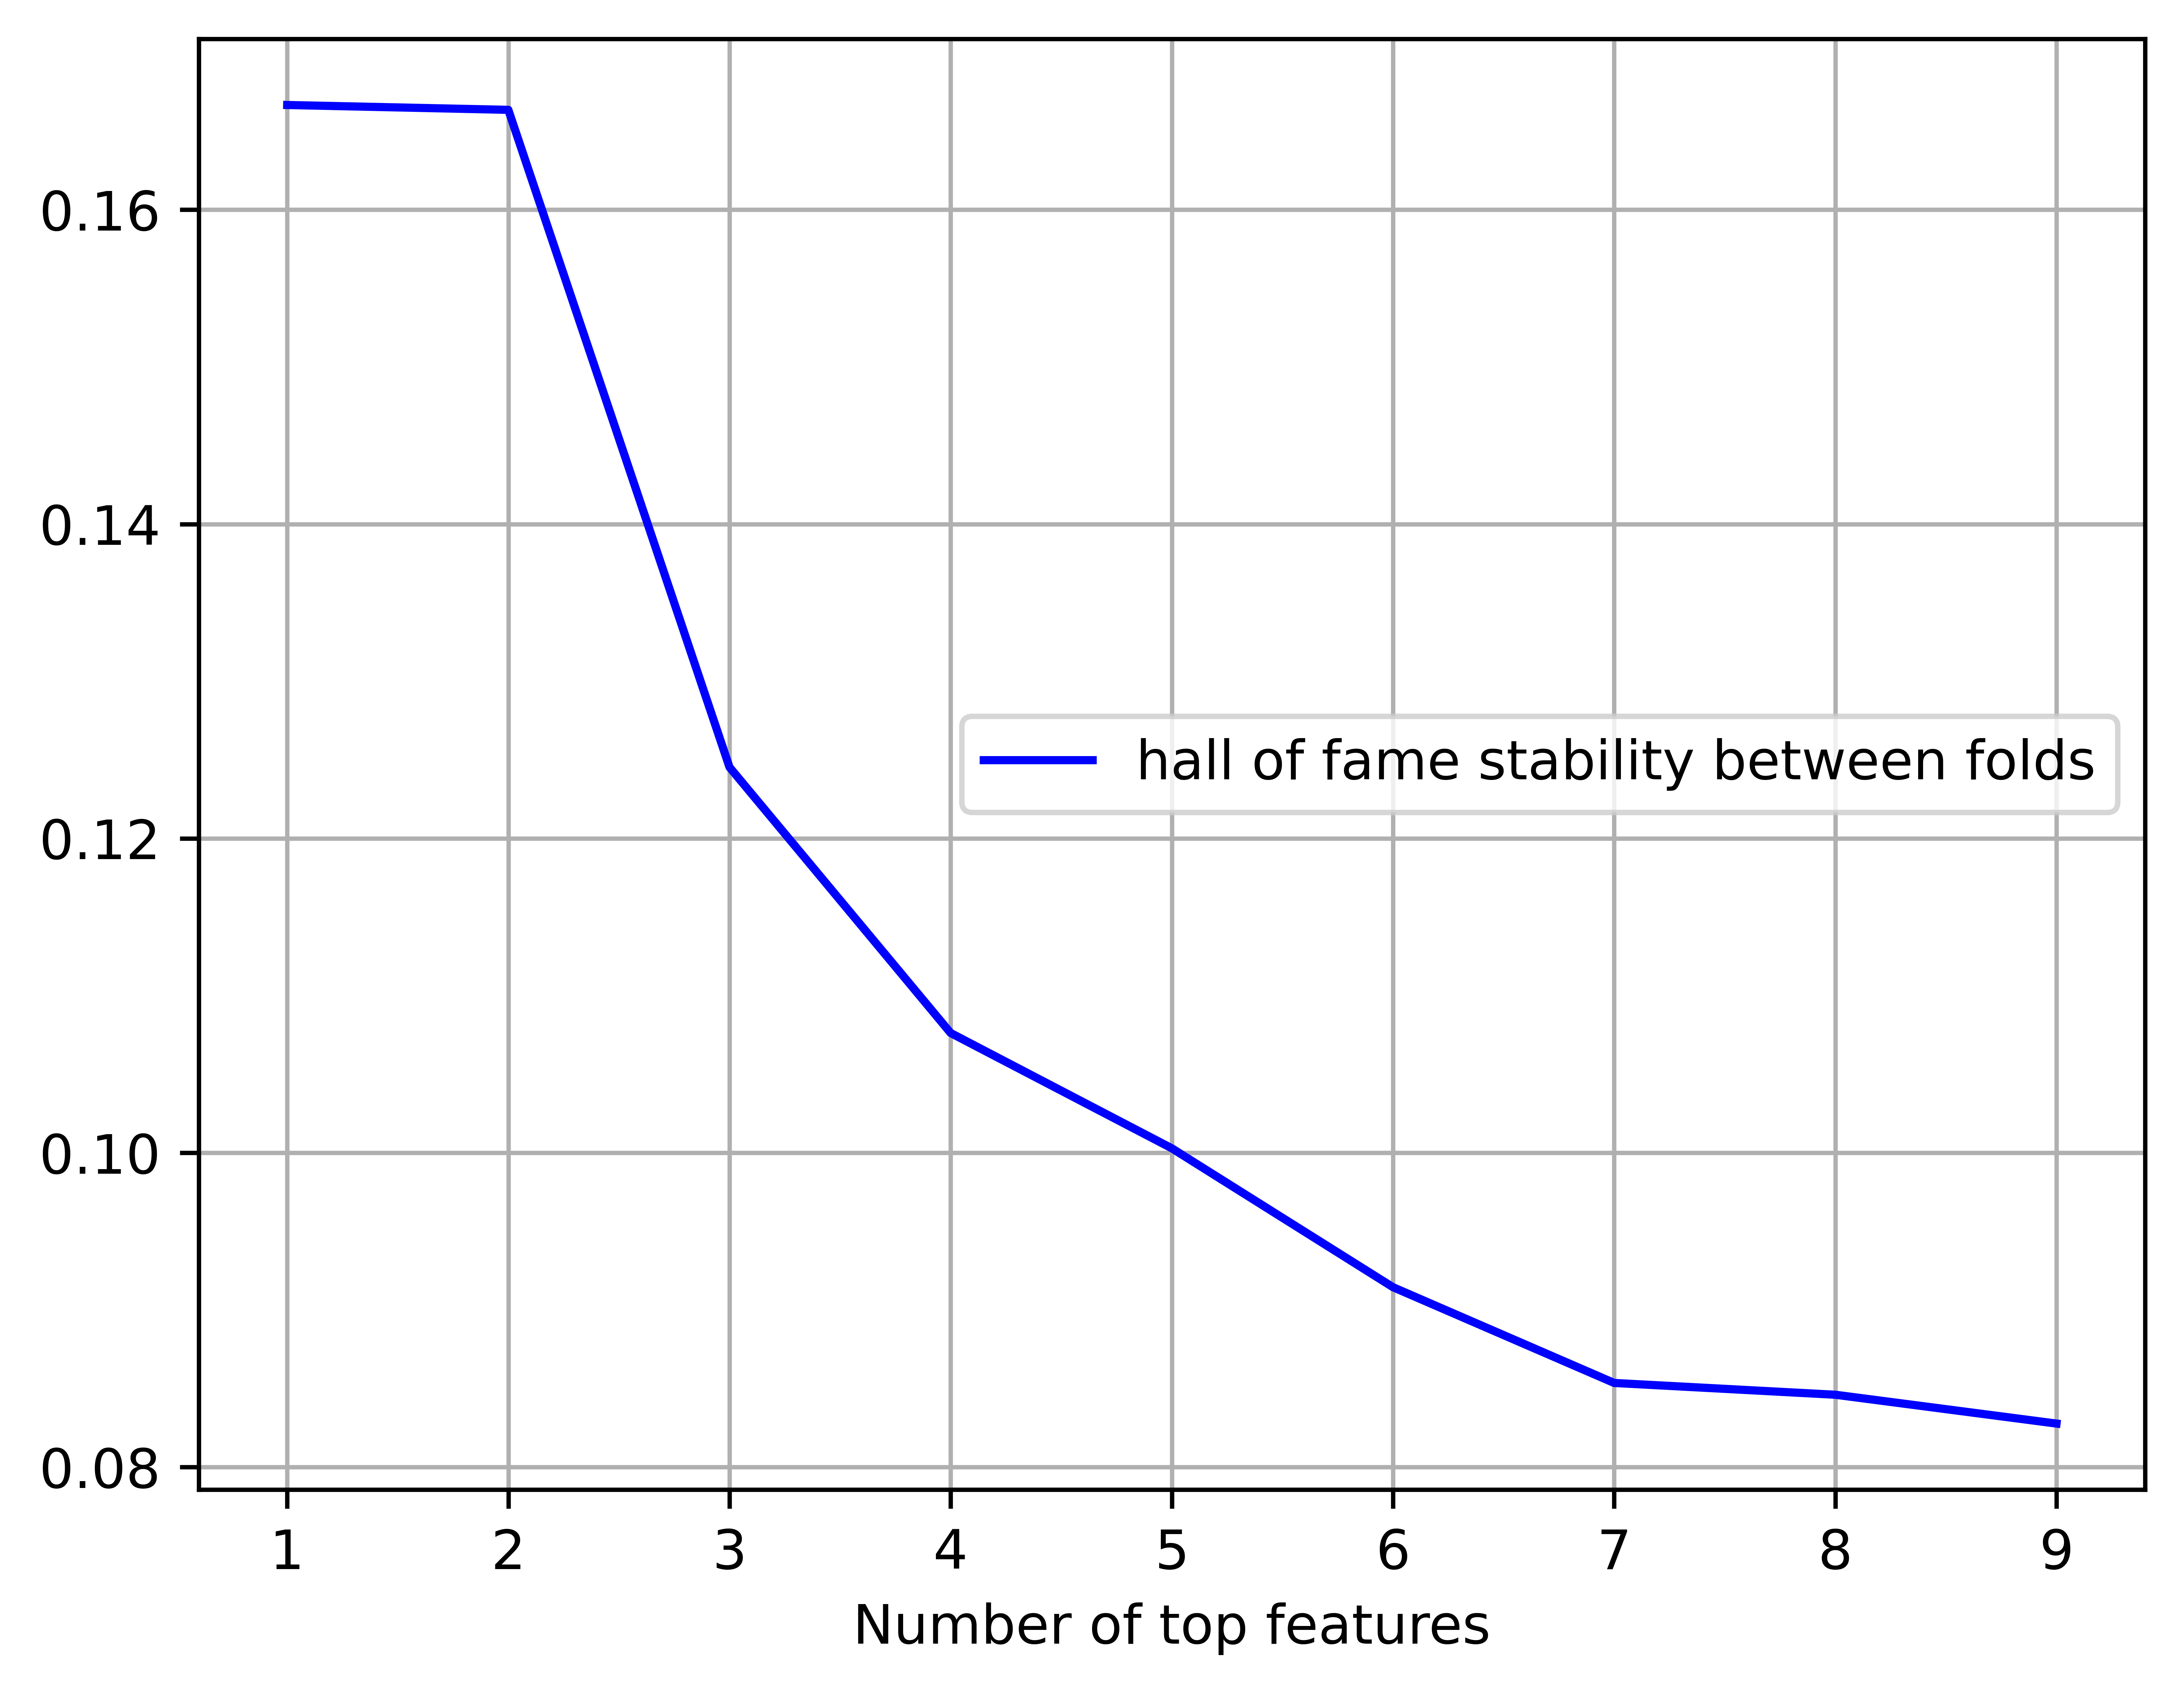 0.16
0.14
0.12
0.10
0.08
hall of fame stability between folds
1 2 3 4 5 6 7 8 9
Number of top features